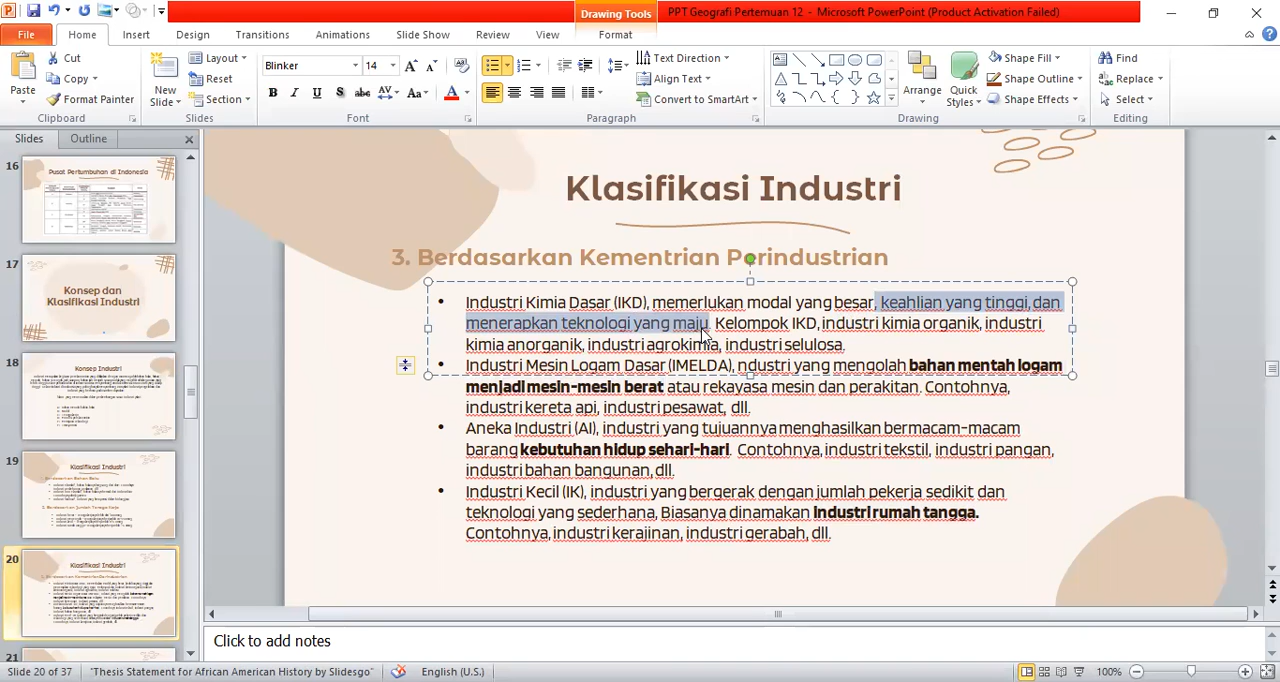 Drawing Tools
PPT Geografi Pertemuan 12 - Microsoft PowerPoint (Product Activation Failed)
File Home Insert Design Transitions Animations Slide Show Review View Format
Paste
Cut
Copy
Format Painter
Clipboard
New Slide
Layout
Reset
Section
Slides
Blinker 14
Font
Paragraph
Text Direction
Align Text
Convert to SmartArt
Arrange
Quick Styles
Shape Fill
Shape Outline
Shape Effects
Drawing
Find
Replace
Select
Editing
Slides Outline
16
Pusat Pertumbuhan di Indonesia
17
Konsep dan
Klasifikasi Industri
18
Konsep Industri
19
Klasifikasi Industri
20
Klasifikasi Industri
21
Klasifikasi Industri
3. Berdasarkan Kementrian Perindustrian
• Industri Kimia Dasar (IKD), memerlukan modal yang besar, keahlian yang tinggi, dan
menerapkan teknologi yang maju. Kelompok IKD, industri kimia organik, industri
kimia anorganik, industri agrokimia, industri selulosa.
• Industri Mesin Logam Dasar (IMELDA), ndustri yang mengolah bahan mentah logam
menjadi mesin-mesin berat atau rekayasa mesin dan perakitan. Contohnya,
industri kereta api, industri pesawat, dll.
• Aneka Industri (AI), industri yang tujuannya menghasilkan bermacam-macam
barang kebutuhan hidup sehari-hari. Contohnya, industri tekstil, industri pangan,
industri bahan bangunan, dll.
• Industri Kecil (IK), industri yang bergerak dengan jumlah pekerja sedikit dan
teknologi yang sederhana, Biasanya dinamakan industri rumah tangga.
Contohnya, industri kerajinan, industri gerabah, dll.
Click to add notes
Slide 20 of 37 "Thesis Statement for African American History by Slidesgo" English (U.S.) 100%